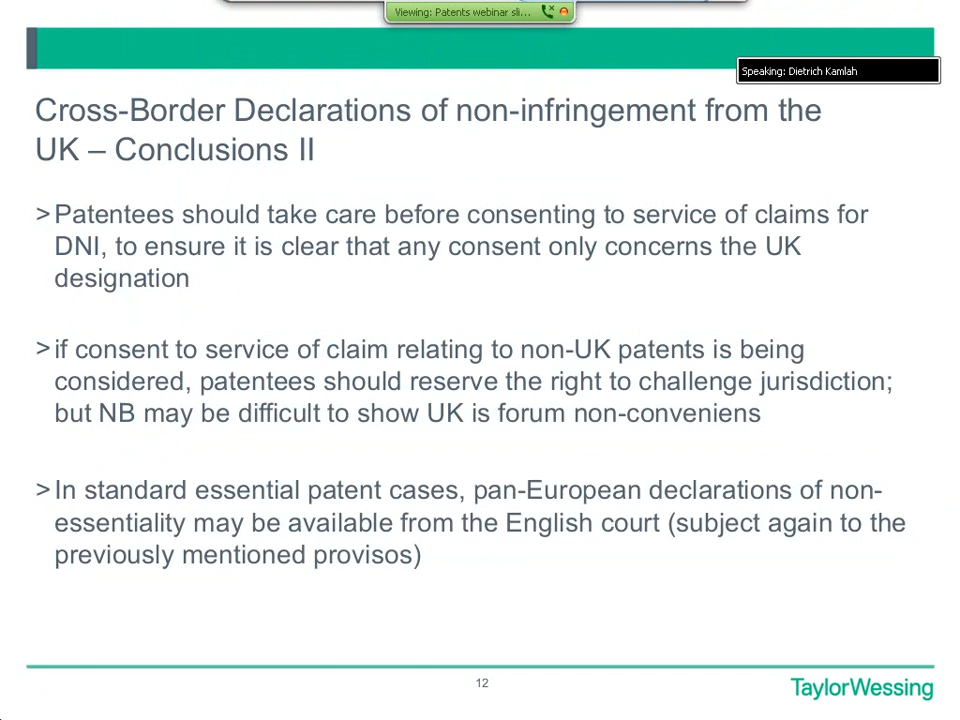 Viewing: Patents webinar sli...
Speaking: Dietrich Kamlah
Cross-Border Declarations of non-infringement from the
UK – Conclusions II
> Patentees should take care before consenting to service of claims for
DNI, to ensure it is clear that any consent only concerns the UK
designation
> if consent to service of claim relating to non-UK patents is being
considered, patentees should reserve the right to challenge jurisdiction;
but NB may be difficult to show UK is forum non-conveniens
> In standard essential patent cases, pan-European declarations of non-
essentiality may be available from the English court (subject again to the
previously mentioned provisos)
12
TaylorWessing